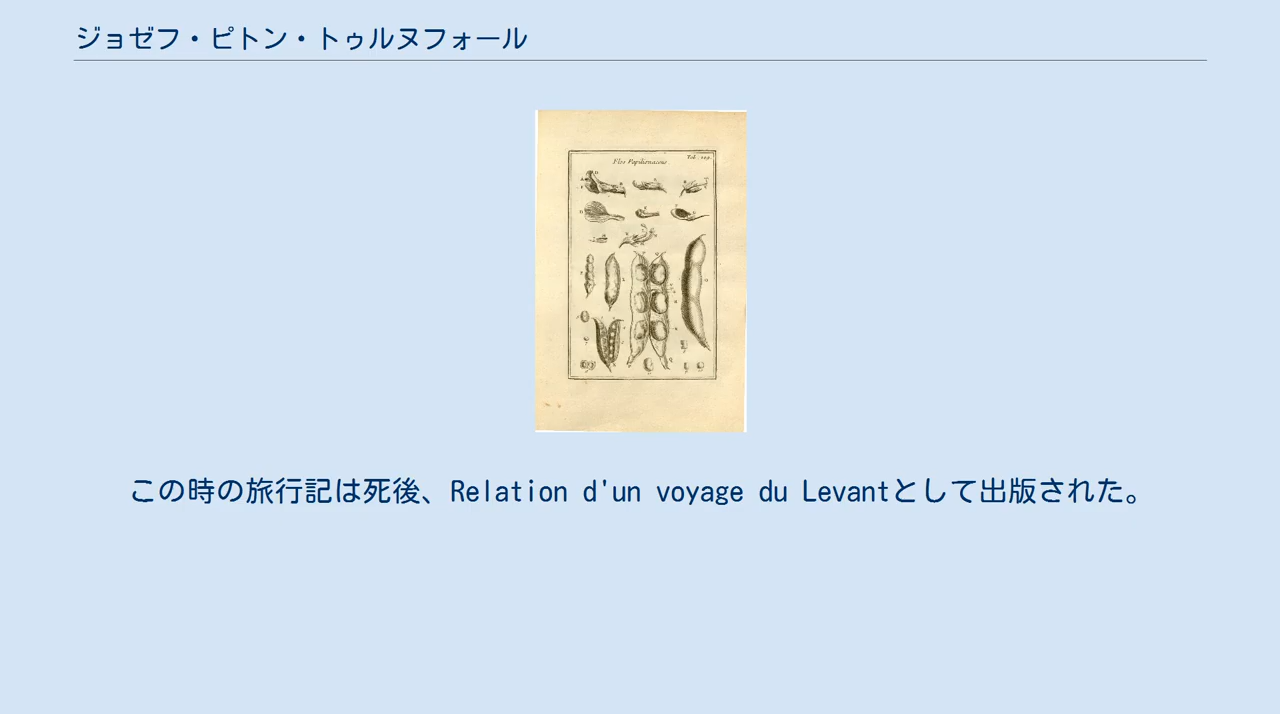 ジョゼフ・ピトン・トゥルヌフォール
Flos Papilionaceus
この時の旅行記は死後、Relation d'un voyage du Levantとして出版された。